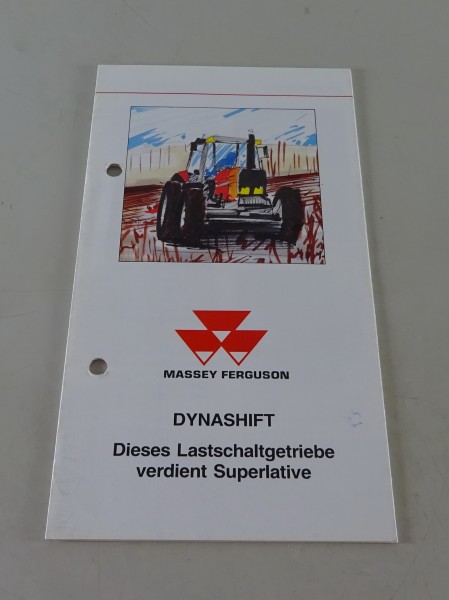 MASSEY FERGUSON
DYNASHIFT
Dieses Lastschaltgetriebe
verdient Superlative